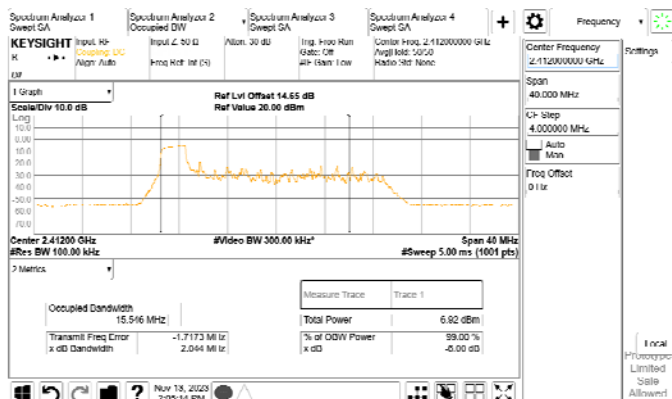 Spectrum Analyzer 1
Swept SA
Spectrum Analyzer 2
Occupied BW
Spectrum Analyzer 3
Swept SA
Spectrum Analyzer 4
Swept SA
+
Frequency
KEYSIGHT
Input: RF
Coupling: DC
Align: Auto
Input Z: 50 Ω
Freq Ref: Int (S)
Atten: 30 dB
Trig: Free Run
Gate: Off
#IF Gain: Low
Center Freq: 2.412000000 GHz
Avg|Hold: 50/50
Radio Std: None
Center Frequency
2.412000000 GHz
Settings
Span
40.000 MHz
CF Step
4.000000 MHz
Auto
Man
Freq Offset
0 Hz
1 Graph
Scale/Div 10.0 dB
Ref Lvl Offset 14.65 dB
Ref Value 20.00 dBm
Log
10.0
0.00
10.0
20.0
30.0
40.0
-50.0
60.0
70.0
Center 2.41200 GHz
#Res BW 100.00 kHz
#Video BW 300.00 kHz*
Span 40 MHz
#Sweep 5.00 ms (1001 pts)
2 Metrics
Measure Trace
Trace 1
Occupied Bandwidth
15.546 MHz
Total Power
6.92 dBm
Transmit Freq Error
-1.7173 MHz
% of OBW Power
99.00 %
x dB Bandwidth
2.044 MHz
x dB
-6.00 dB
Nov 13, 2023
?
Local
Prototype
Limited
Sale
Allowed